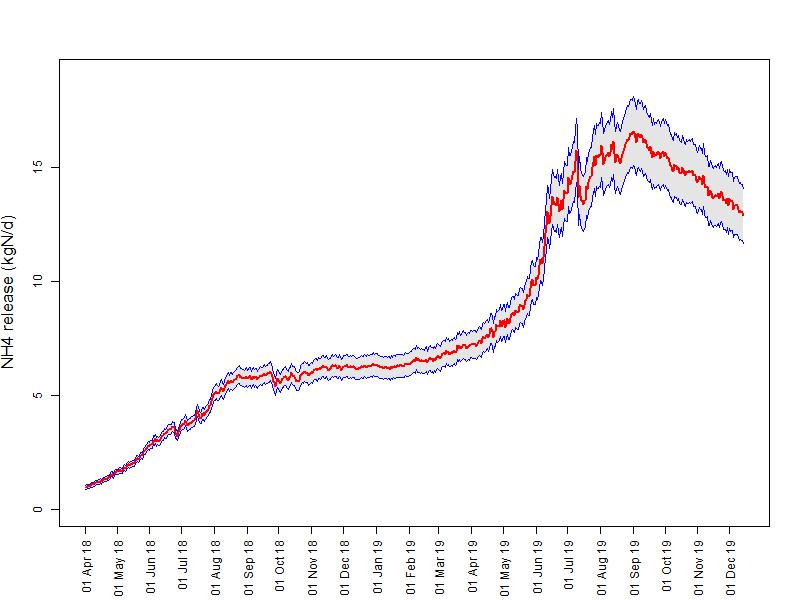 NH4 release (kgN/d)
15
10
5
0
01 Apr 18
01 May 18
01 Jun 18
01 Jul 18
01 Aug 18
01 Sep 18
01 Oct 18
01 Nov 18
01 Dec 18
01 Jan 19
01 Feb 19
01 Mar 19
01 Apr 19
01 May 19
01 Jun 19
01 Jul 19
01 Aug 19
01 Sep 19
01 Oct 19
01 Nov 19
01 Dec 19